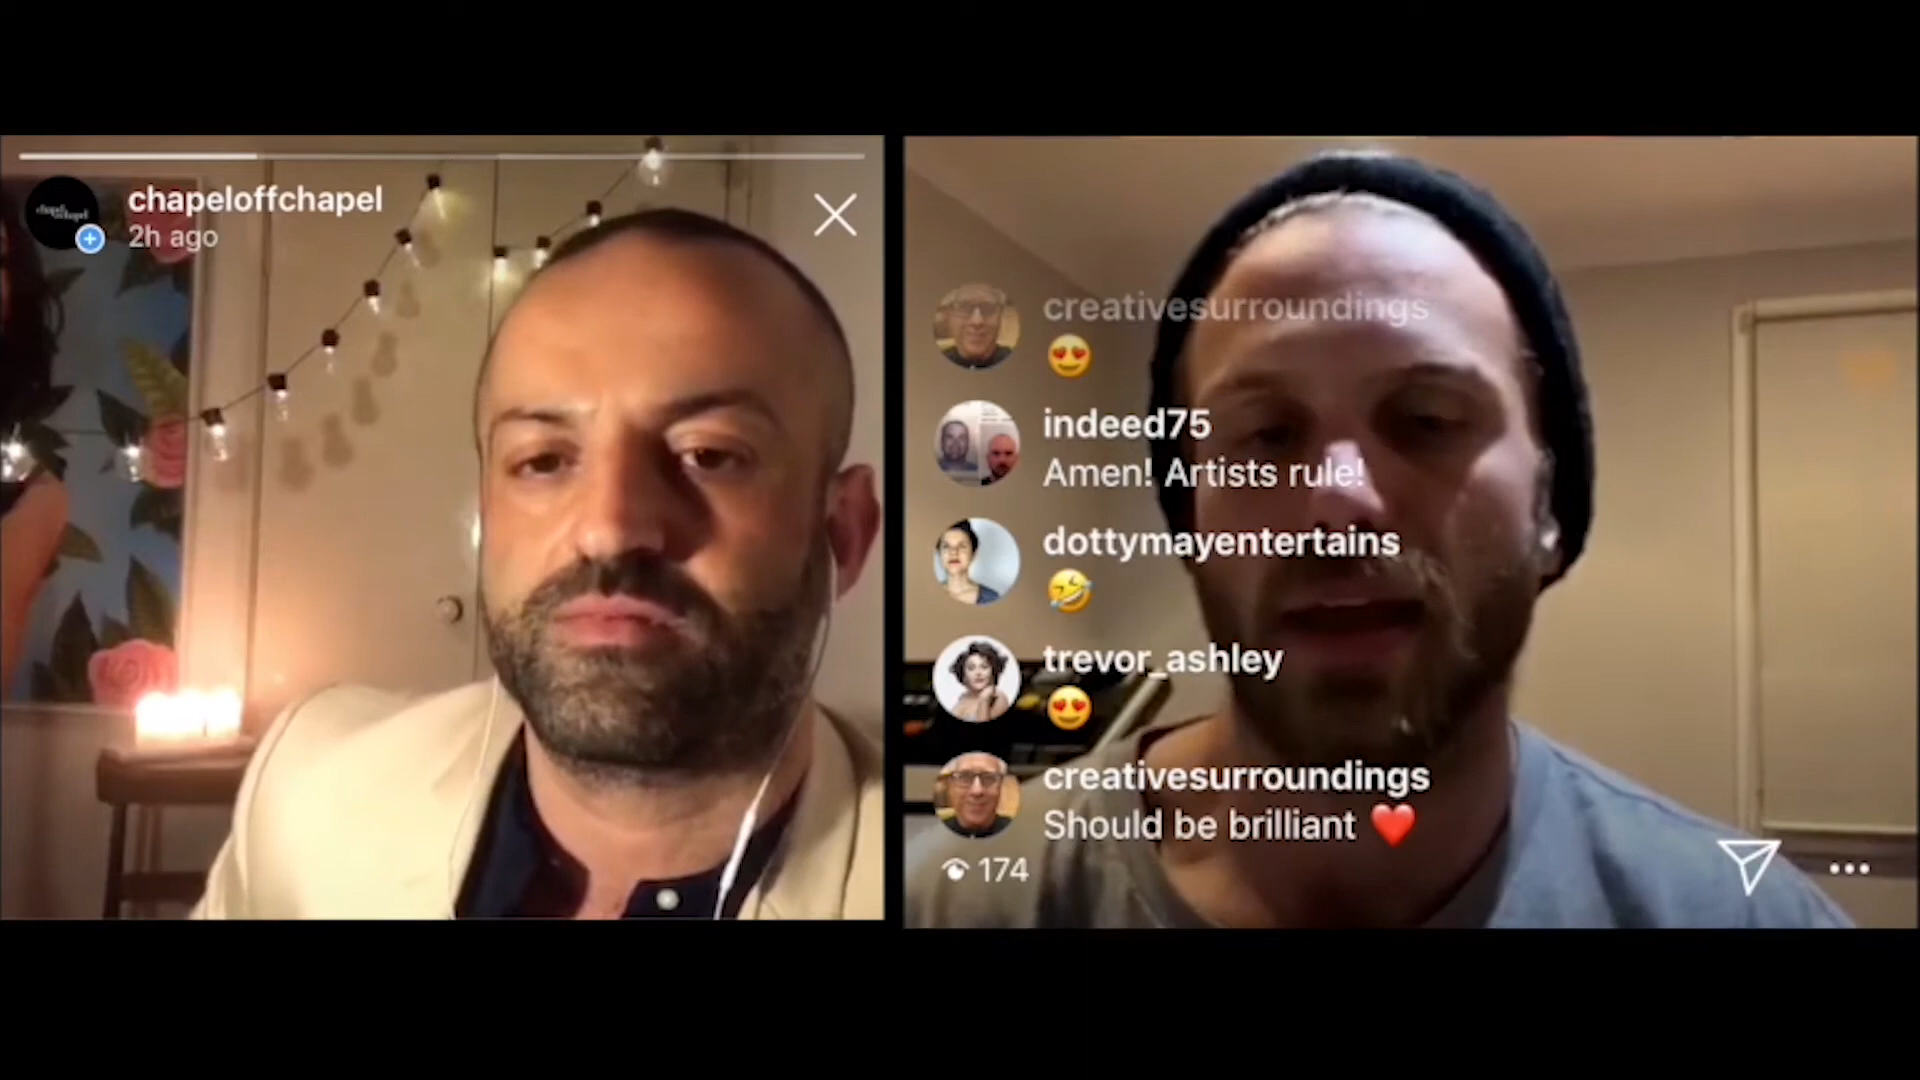 chapeloffchapel
2h ago
creativesurroundings
😍
indeed75
Amen! Artists rule!
dottymayentertains
🤣
trevor_ashley
😍
creativesurroundings
Should be brilliant ❤️
174